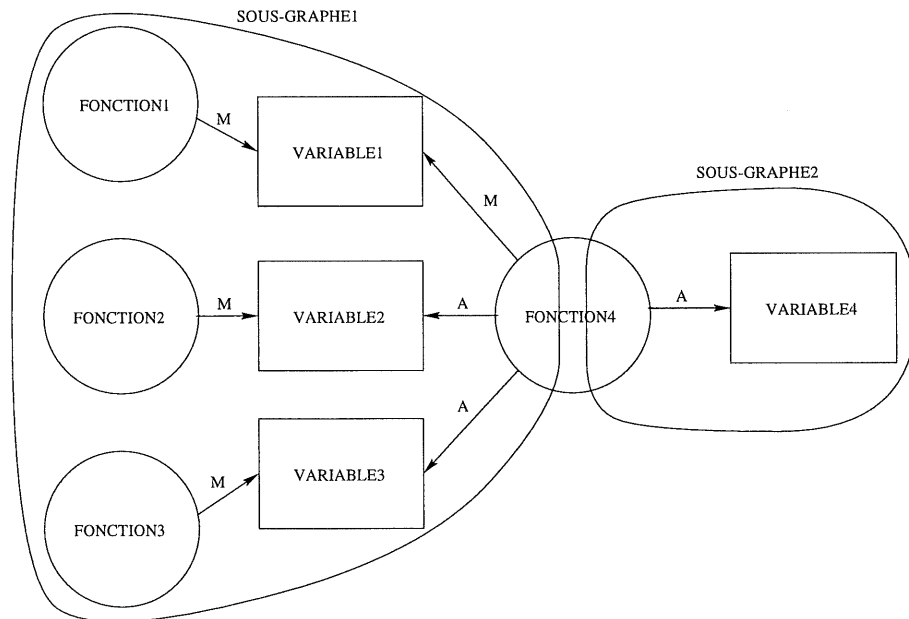 SOUS-GRAPHE1
FONCTION1
M
VARIABLE1
M
SOUS-GRAPHE2
FONCTION2
M
VARIABLE2
A
FONCTION4
A
VARIABLE4
A
FONCTION3
M
VARIABLE3